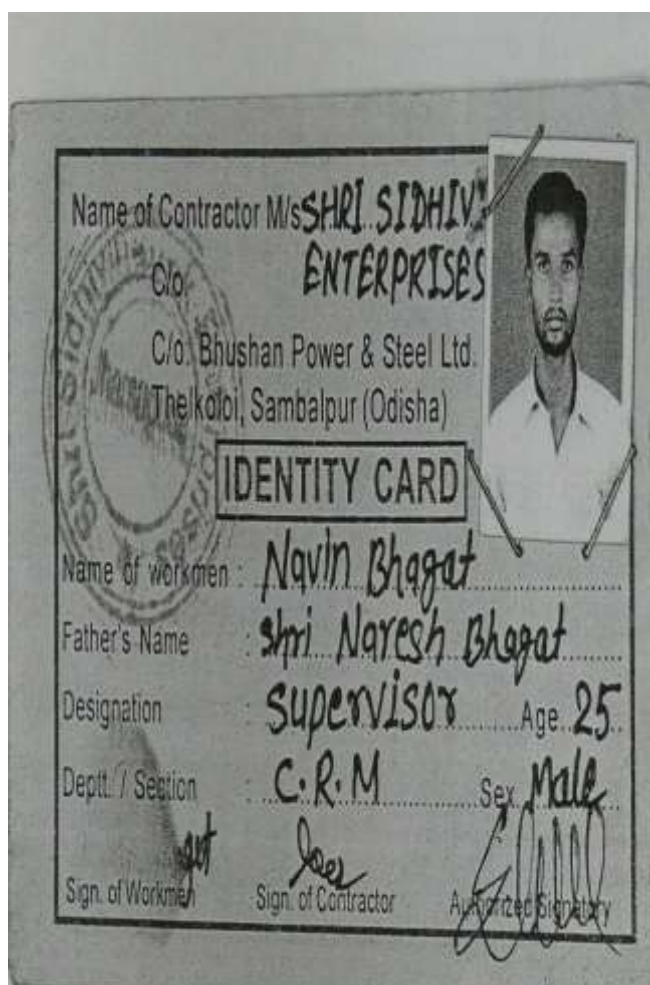 Name of Contractor M/s SHRI SIDHIVI
ENTERPRISES
C/o.
C/o. Bhushan Power & Steel Ltd.
Thelkoloi, Sambalpur (Odisha)
IDENTITY CARD
Name of workmen : Navin Bhagat
Father's Name : Shri Naresh Bhagat
Designation : Supervisor Age 25
Deptt. / Section : C.R.M Sex Male
Sign. of Workmen Sign. of Contractor Authorized Signatory